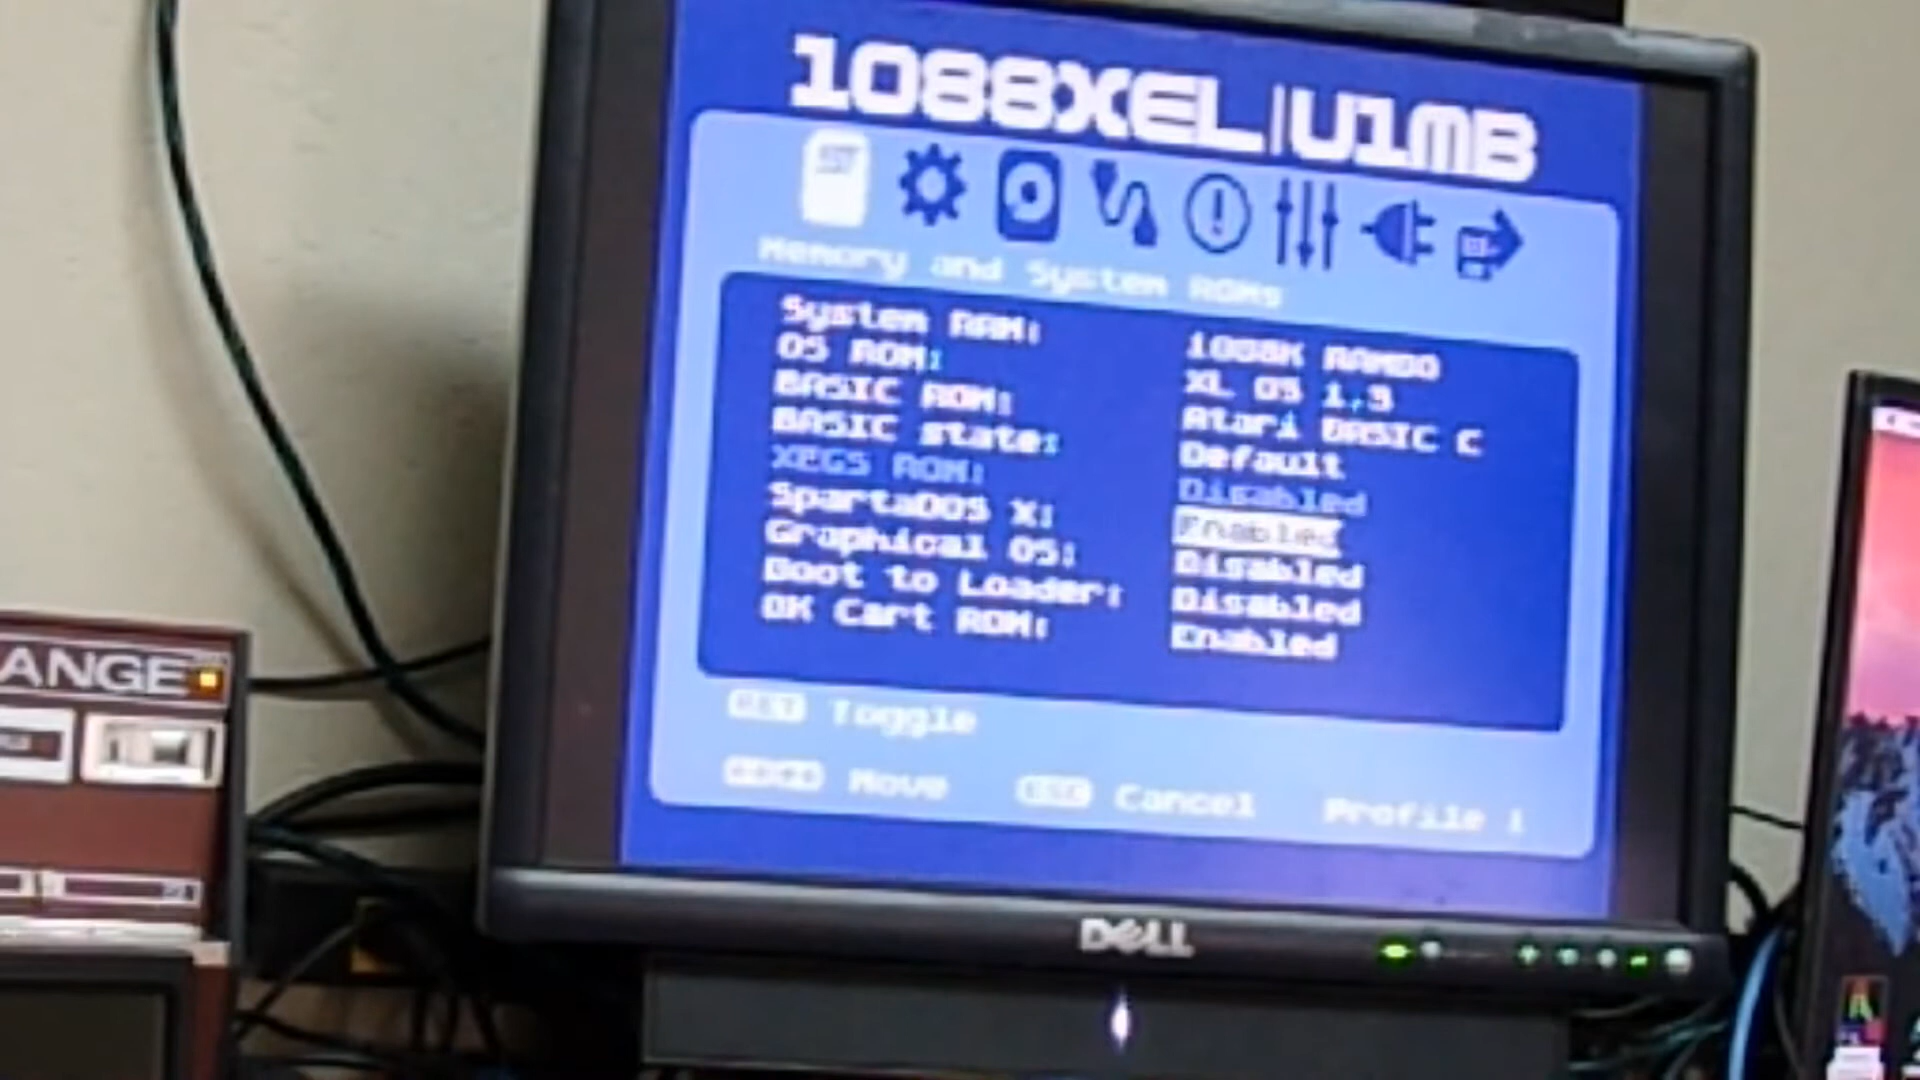 1088XEL|U1MB
Memory and System ROMs
System RAM: 1088K RAMBO
OS ROM: XL OS 1.3
BASIC ROM: Atari BASIC C
BASIC state: Default
XEGS ROM: Disabled
SpartaDOS X: Enabled
Graphical OS: Disabled
Boot to Loader: Disabled
OK Cart ROM: Enabled
RET Toggle
Move ESC Cancel Profile 1
DELL
ANGE